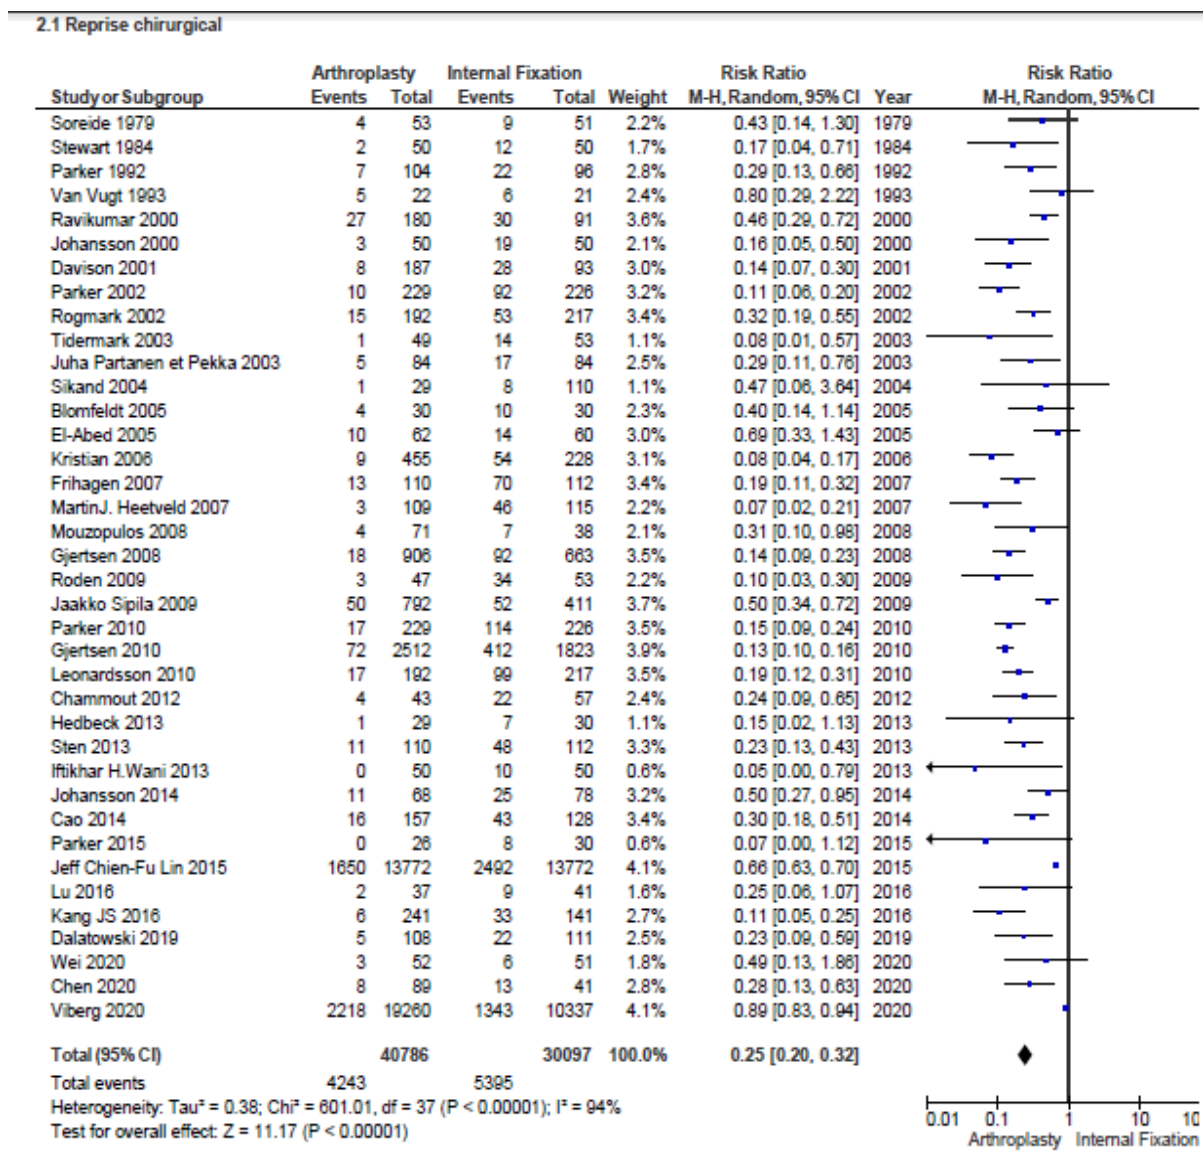 2.1 Reprise chirurgical
Arthroplasty Internal Fixation Risk Ratio Risk Ratio
Study or Subgroup Events Total Events Total Weight M-H, Random, 95% CI Year M-H, Random, 95% CI
Soreide 1979 4 53 9 51 2.2% 0.43 [0.14, 1.30] 1979
Stewart 1984 2 50 12 50 1.7% 0.17 [0.04, 0.71] 1984
Parker 1992 7 104 22 96 2.8% 0.29 [0.13, 0.66] 1992
Van Vugt 1993 5 22 6 21 2.4% 0.80 [0.29, 2.22] 1993
Ravikumar 2000 27 180 30 91 3.6% 0.46 [0.29, 0.72] 2000
Johansson 2000 3 50 19 50 2.1% 0.16 [0.05, 0.50] 2000
Davison 2001 8 187 28 93 3.0% 0.14 [0.07, 0.30] 2001
Parker 2002 10 229 92 226 3.2% 0.11 [0.06, 0.20] 2002
Rogmark 2002 15 192 53 217 3.4% 0.32 [0.19, 0.55] 2002
Tidermark 2003 1 49 14 53 1.1% 0.08 [0.01, 0.57] 2003
Juha Partanen et Pekka 2003 5 84 17 84 2.5% 0.29 [0.11, 0.76] 2003
Sikand 2004 1 29 8 110 1.1% 0.47 [0.06, 3.64] 2004
Blomfeldt 2005 4 30 10 30 2.3% 0.40 [0.14, 1.14] 2005
El-Abed 2005 10 62 14 60 3.0% 0.69 [0.33, 1.43] 2005
Kristian 2006 9 455 54 228 3.1% 0.08 [0.04, 0.17] 2006
Frihagen 2007 13 110 70 112 3.4% 0.19 [0.11, 0.32] 2007
MartinJ. Heetveld 2007 3 109 46 115 2.2% 0.07 [0.02, 0.21] 2007
Mouzopulos 2008 4 71 7 38 2.1% 0.31 [0.10, 0.98] 2008
Gjertsen 2008 18 906 92 663 3.5% 0.14 [0.09, 0.23] 2008
Roden 2009 3 47 34 53 2.2% 0.10 [0.03, 0.30] 2009
Jaakko Sipila 2009 50 792 52 411 3.7% 0.50 [0.34, 0.72] 2009
Parker 2010 17 229 114 226 3.5% 0.15 [0.09, 0.24] 2010
Gjertsen 2010 72 2512 412 1823 3.9% 0.13 [0.10, 0.16] 2010
Leonardsson 2010 17 192 99 217 3.5% 0.19 [0.12, 0.31] 2010
Chammout 2012 4 43 22 57 2.4% 0.24 [0.09, 0.65] 2012
Hedbeck 2013 1 29 7 30 1.1% 0.15 [0.02, 1.13] 2013
Sten 2013 11 110 48 112 3.3% 0.23 [0.13, 0.43] 2013
Iftikhar H.Wani 2013 0 50 10 50 0.6% 0.05 [0.00, 0.79] 2013
Johansson 2014 11 68 25 78 3.2% 0.50 [0.27, 0.95] 2014
Cao 2014 16 157 43 128 3.4% 0.30 [0.18, 0.51] 2014
Parker 2015 0 26 8 30 0.6% 0.07 [0.00, 1.12] 2015
Jeff Chien-Fu Lin 2015 1650 13772 2492 13772 4.1% 0.66 [0.63, 0.70] 2015
Lu 2016 2 37 9 41 1.6% 0.25 [0.06, 1.07] 2016
Kang JS 2016 6 241 33 141 2.7% 0.11 [0.05, 0.25] 2016
Dalatowski 2019 5 108 22 111 2.5% 0.23 [0.09, 0.59] 2019
Wei 2020 3 52 6 51 1.8% 0.49 [0.13, 1.86] 2020
Chen 2020 8 89 13 41 2.8% 0.28 [0.13, 0.63] 2020
Viberg 2020 2218 19260 1343 10337 4.1% 0.89 [0.83, 0.94] 2020
Total (95% CI) 40786 30097 100.0% 0.25 [0.20, 0.32]
Total events 4243 5395
Heterogeneity: Tau² = 0.38; Chi² = 601.01, df = 37 (P < 0.00001); I² = 94%
Test for overall effect: Z = 11.17 (P < 0.00001)
0.01 0.1 1 10 10
Arthroplasty Internal Fixation